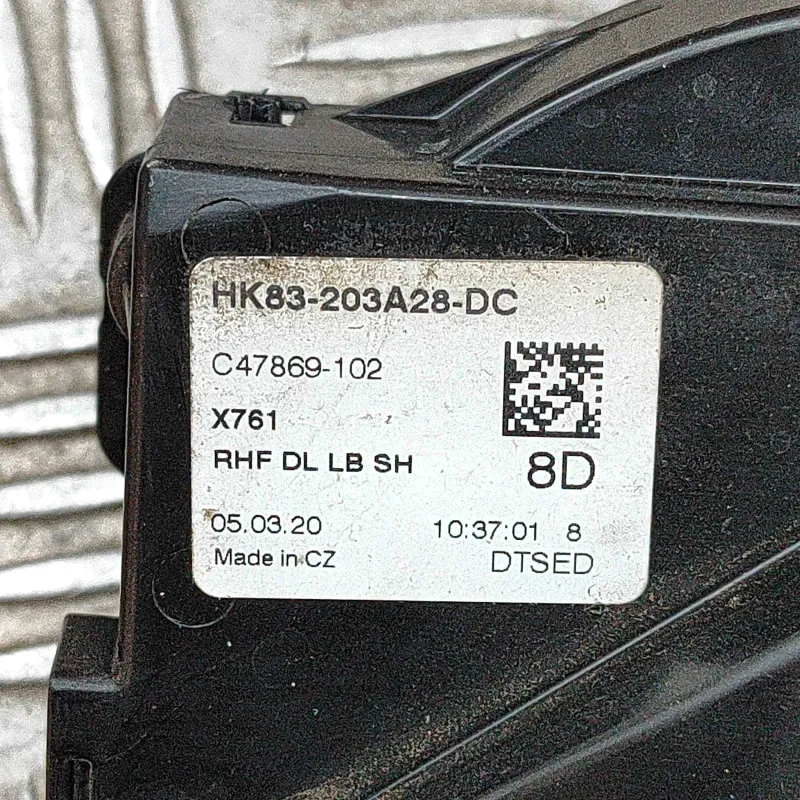 HK83-203A28-DC
C47869-102
X761
RHF DL LB SH
8D
05.03.20 10:37:01 8
Made in CZ DTSED